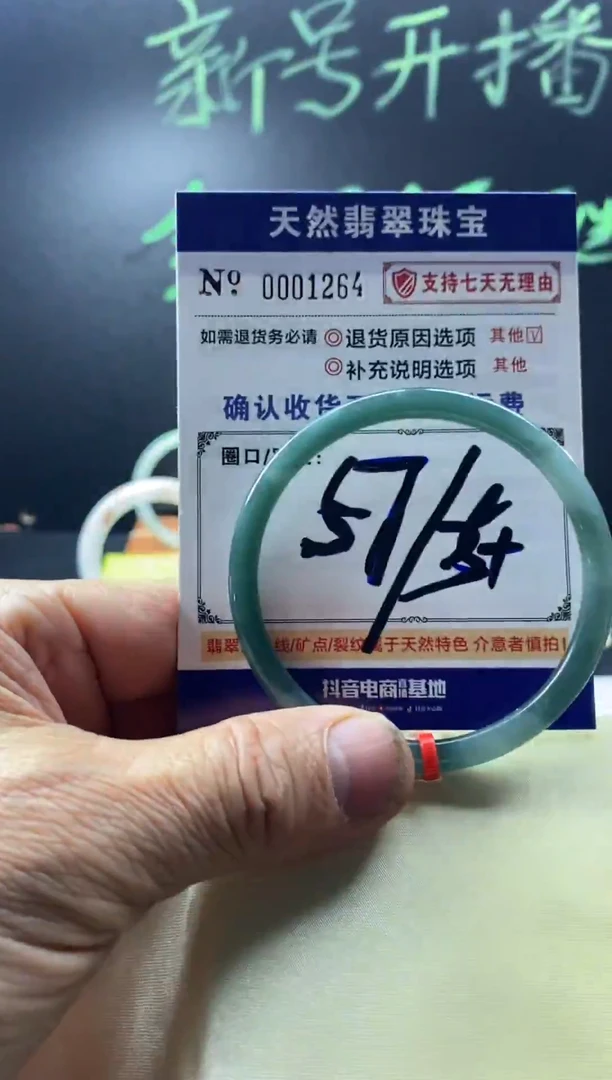 新号开播
天然翡翠珠宝
Nº 0001264 支持七天无理由
如需退货务必请 ◎退货原因选项 其他☑
◎补充说明选项 其他
确认收货 费
圈口/
57/
翡翠 线/矿点/裂纹属于天然特色 介意者慎拍!
抖音电商直播基地